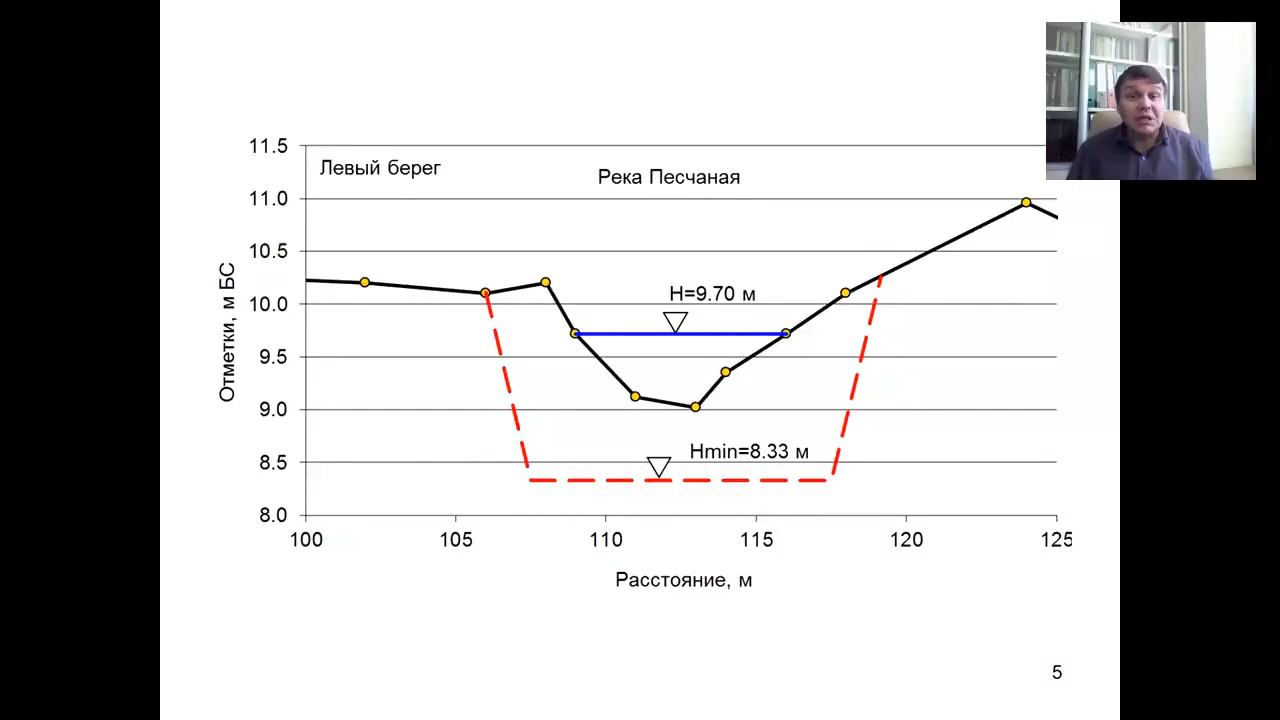 Левый берег
Река Песчаная
11.5
11.0
10.5
10.0
9.5
9.0
8.5
8.0
Отметки, м БС
H=9.70 м
Hmin=8.33 м
100 105 110 115 120 125
Расстояние, м
5